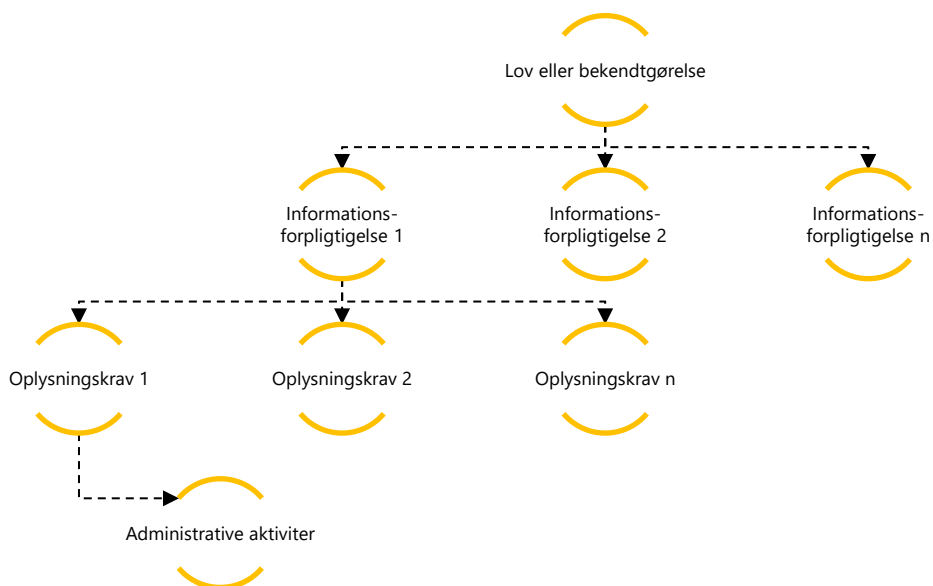 Lov eller bekendtgørelse
Informations-
forpligtigelse 1
Informations-
forpligtigelse 2
Informations-
forpligtigelse n
Oplysningskrav 1
Oplysningskrav 2
Oplysningskrav n
Administrative aktiviter